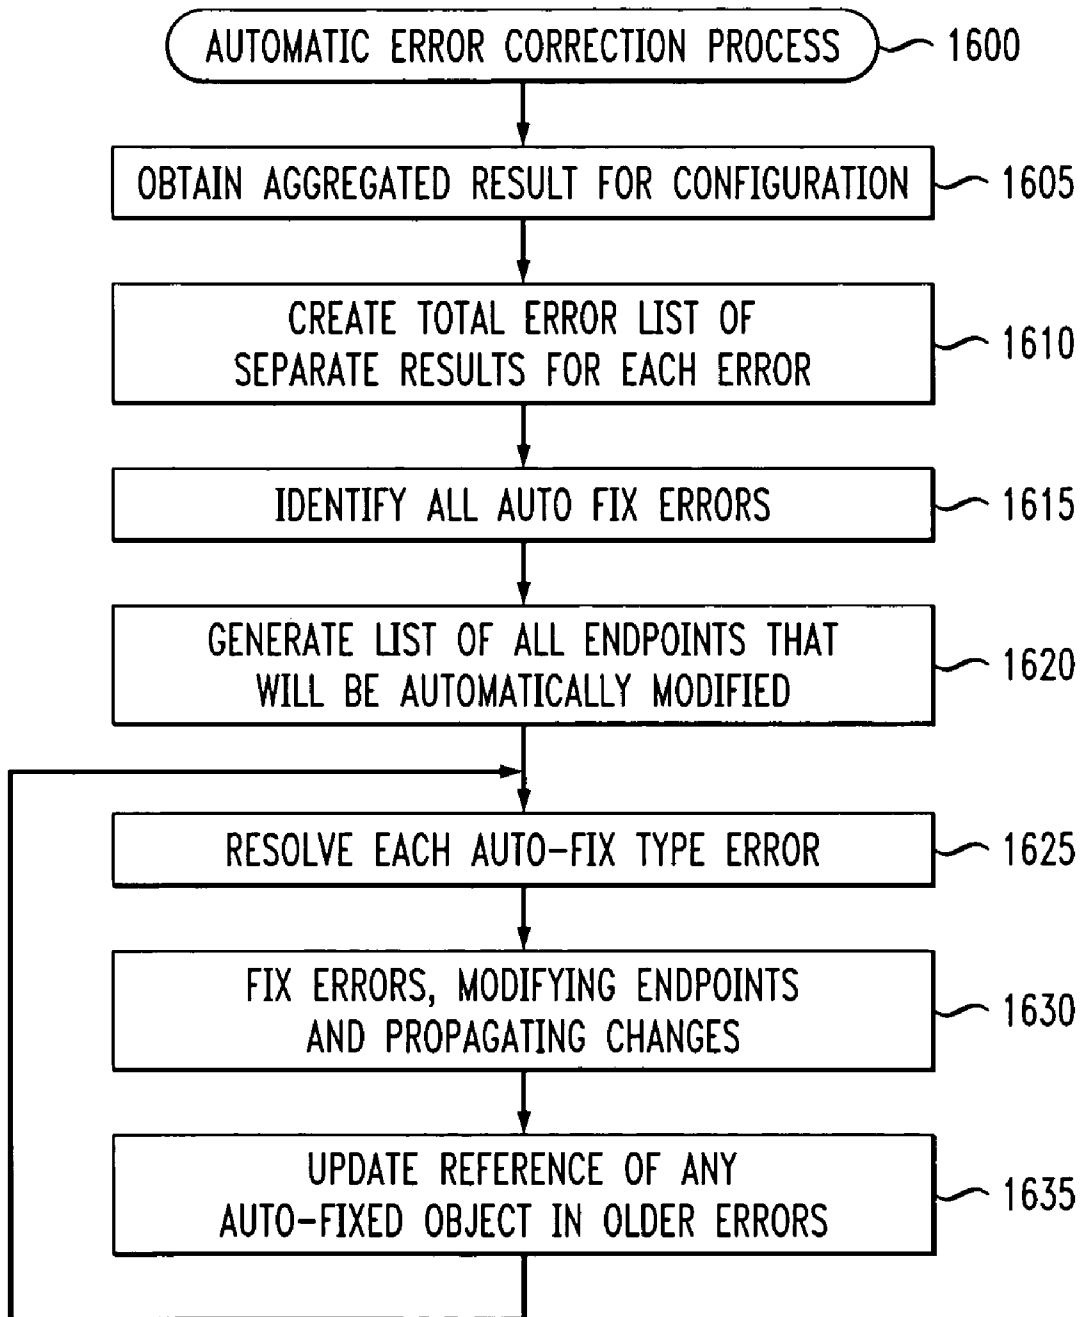 AUTOMATIC ERROR CORRECTION PROCESS 1600
OBTAIN AGGREGATED RESULT FOR CONFIGURATION 1605
CREATE TOTAL ERROR LIST OF
SEPARATE RESULTS FOR EACH ERROR 1610
IDENTIFY ALL AUTO FIX ERRORS 1615
GENERATE LIST OF ALL ENDPOINTS THAT
WILL BE AUTOMATICALLY MODIFIED 1620
RESOLVE EACH AUTO-FIX TYPE ERROR 1625
FIX ERRORS, MODIFYING ENDPOINTS
AND PROPAGATING CHANGES 1630
UPDATE REFERENCE OF ANY
AUTO-FIXED OBJECT IN OLDER ERRORS 1635